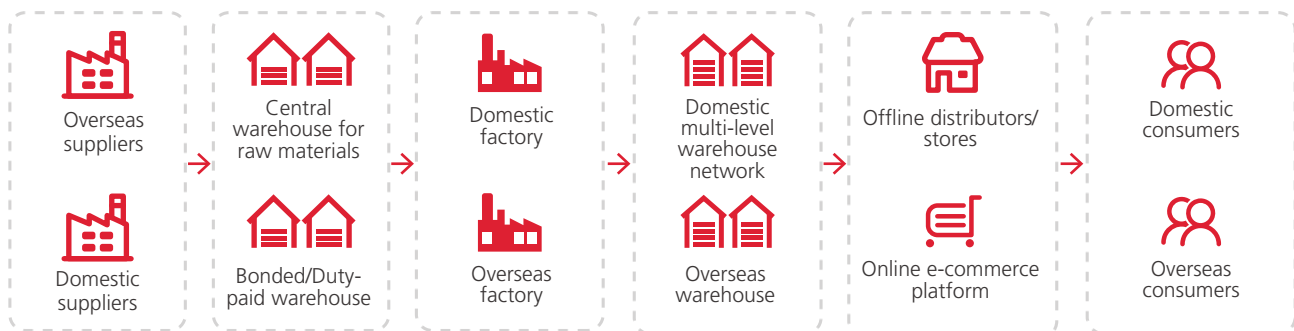 Overseas
suppliers
Domestic
suppliers
Central
warehouse for
raw materials
Bonded/Duty-
paid warehouse
Domestic
factory
Overseas
factory
Domestic
multi-level
warehouse
network
Overseas
warehouse
Offline distributors/
stores
Online e-commerce
platform
Domestic
consumers
Overseas
consumers